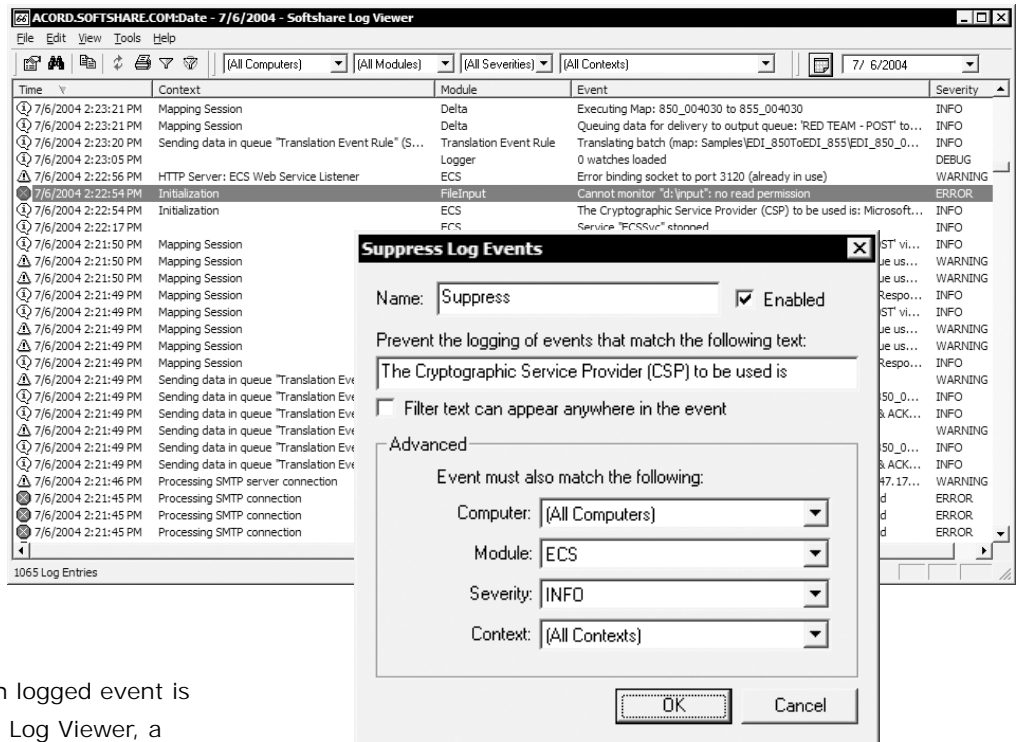 ACORD.SOFTSHARE.COM:Date - 7/6/2004 - Softshare Log Viewer
File Edit View Tools Help
(All Computers) (All Modules) (All Severities) (All Contexts) 7/ 6/2004
Time Context Module Event Severity
7/6/2004 2:23:21 PM Mapping Session Delta Executing Map: 850_004030 to 855_004030 INFO
7/6/2004 2:23:21 PM Mapping Session Delta Queuing data for delivery to output queue: 'RED TEAM - POST' to... INFO
7/6/2004 2:23:20 PM Sending data in queue "Translation Event Rule" (S... Translation Event Rule Translating batch (map: Samples\EDI_850ToEDI_855\EDI_850_0... INFO
7/6/2004 2:23:05 PM Logger 0 watches loaded DEBUG
7/6/2004 2:22:56 PM HTTP Server: ECS Web Service Listener ECS Error binding socket to port 3120 (already in use) WARNING
7/6/2004 2:22:54 PM Initialization FileInput Cannot monitor "d:\input": no read permission ERROR
7/6/2004 2:22:54 PM Initialization ECS The Cryptographic Service Provider (CSP) to be used is: Microsoft... INFO
7/6/2004 2:22:17 PM ECS Service "ECSSvc" stopped INFO
7/6/2004 2:21:50 PM Mapping Session ST' vi... INFO
7/6/2004 2:21:50 PM Mapping Session ue us... WARNING
7/6/2004 2:21:50 PM Mapping Session ue us... WARNING
7/6/2004 2:21:49 PM Mapping Session Respo... INFO
7/6/2004 2:21:49 PM Mapping Session ST' vi... INFO
7/6/2004 2:21:49 PM Mapping Session ue us... WARNING
7/6/2004 2:21:49 PM Mapping Session ue us... WARNING
7/6/2004 2:21:49 PM Mapping Session Respo... INFO
7/6/2004 2:21:49 PM Sending data in queue "Translation Eve WARNING
7/6/2004 2:21:49 PM Sending data in queue "Translation Eve 850_0... INFO
7/6/2004 2:21:49 PM Sending data in queue "Translation Eve & ACK... INFO
7/6/2004 2:21:49 PM Sending data in queue "Translation Eve WARNING
7/6/2004 2:21:49 PM Sending data in queue "Translation Eve 850_0... INFO
7/6/2004 2:21:49 PM Sending data in queue "Translation Eve & ACK... INFO
7/6/2004 2:21:46 PM Processing SMTP server connection 47.17... WARNING
7/6/2004 2:21:45 PM Processing SMTP connection d ERROR
7/6/2004 2:21:45 PM Processing SMTP connection d ERROR
7/6/2004 2:21:45 PM Processing SMTP connection d ERROR
1065 Log Entries
Suppress Log Events
Name: Suppress Enabled
Prevent the logging of events that match the following text:
The Cryptographic Service Provider (CSP) to be used is
Filter text can appear anywhere in the event
Advanced
Event must also match the following:
Computer: (All Computers)
Module: ECS
Severity: INFO
Context: (All Contexts)
OK Cancel
n logged event is
Log Viewer, a